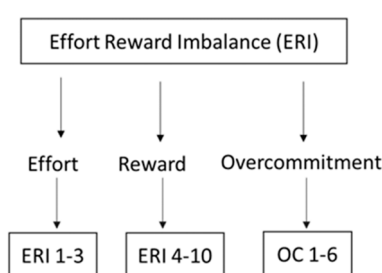 Effort Reward Imbalance (ERI)
Effort Reward Overcommitment
ERI 1-3 ERI 4-10 OC 1-6